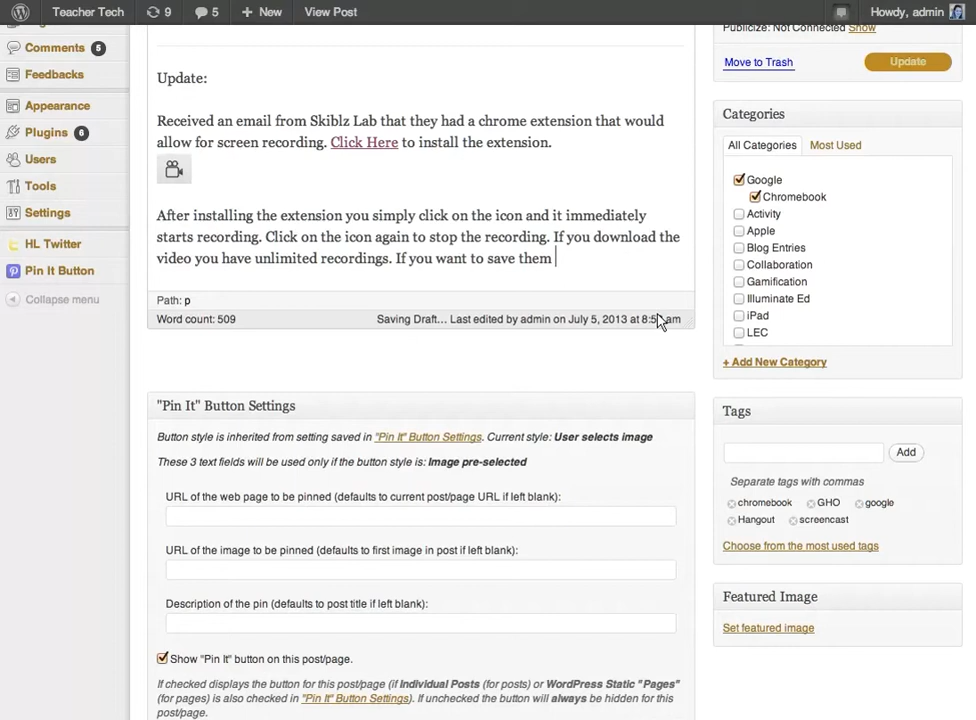 Teacher Tech 9 5 + New View Post Howdy, admin
Comments 5
Feedbacks
Appearance
Plugins 6
Users
Tools
Settings
HL Twitter
Pin It Button
Collapse menu
Update:
Received an email from Skiblz Lab that they had a chrome extension that would
allow for screen recording. Click Here to install the extension.
After installing the extension you simply click on the icon and it immediately
starts recording. Click on the icon again to stop the recording. If you download the
video you have unlimited recordings. If you want to save them
Path: p
Word count: 509 Saving Draft... Last edited by admin on July 5, 2013 at am
"Pin It" Button Settings
Button style is inherited from setting saved in "Pin It" Button Settings. Current style: User selects image
These 3 text fields will be used only if the button style is: Image pre-selected
URL of the web page to be pinned (defaults to current post/page URL if left blank):
URL of the image to be pinned (defaults to first image in post if left blank):
Description of the pin (defaults to post title if left blank):
Show "Pin It" button on this post/page.
If checked displays the button for this post/page (if Individual Posts (for posts) or WordPress Static "Pages"
(for pages) is also checked in "Pin It" Button Settings). If unchecked the button will always be hidden for this
post/page.
Publicize: Not Connected Show
Move to Trash Update
Categories
All Categories Most Used
Google
Chromebook
Activity
Apple
Blog Entries
Collaboration
Gamification
Illuminate Ed
iPad
LEC
+ Add New Category
Tags
Add
Separate tags with commas
chromebook GHO google
Hangout screencast
Choose from the most used tags
Featured Image
Set featured image